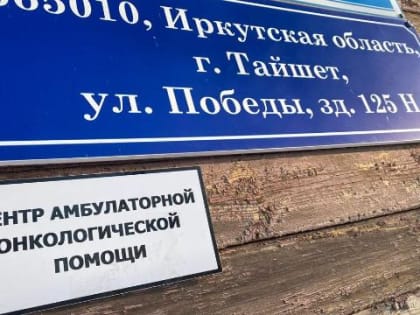 65010, Иркутская область,
г. Тайшет,
ул. Победы, зд. 125 Н
ЕНТР АМБУЛАТОРНОЙ
ОНКОЛОГИЧЕСКОЙ
ПОМОЩИ